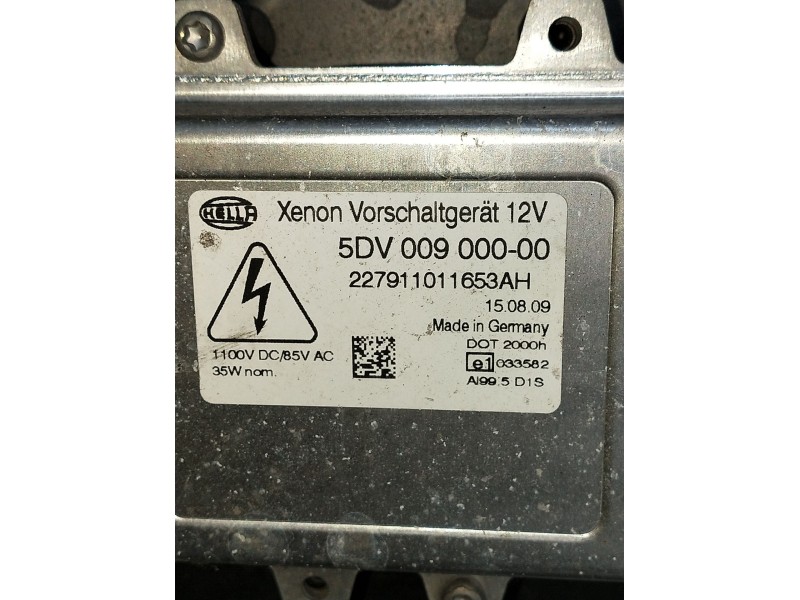 HELLA
Xenon Vorschaltgerät 12V
5DV 009 000-00
227911011653AH
15.08.09
Made in Germany
DOT 2000h
e1 033582
Al99.5 D1S
1100V DC/85V AC
35W nom.